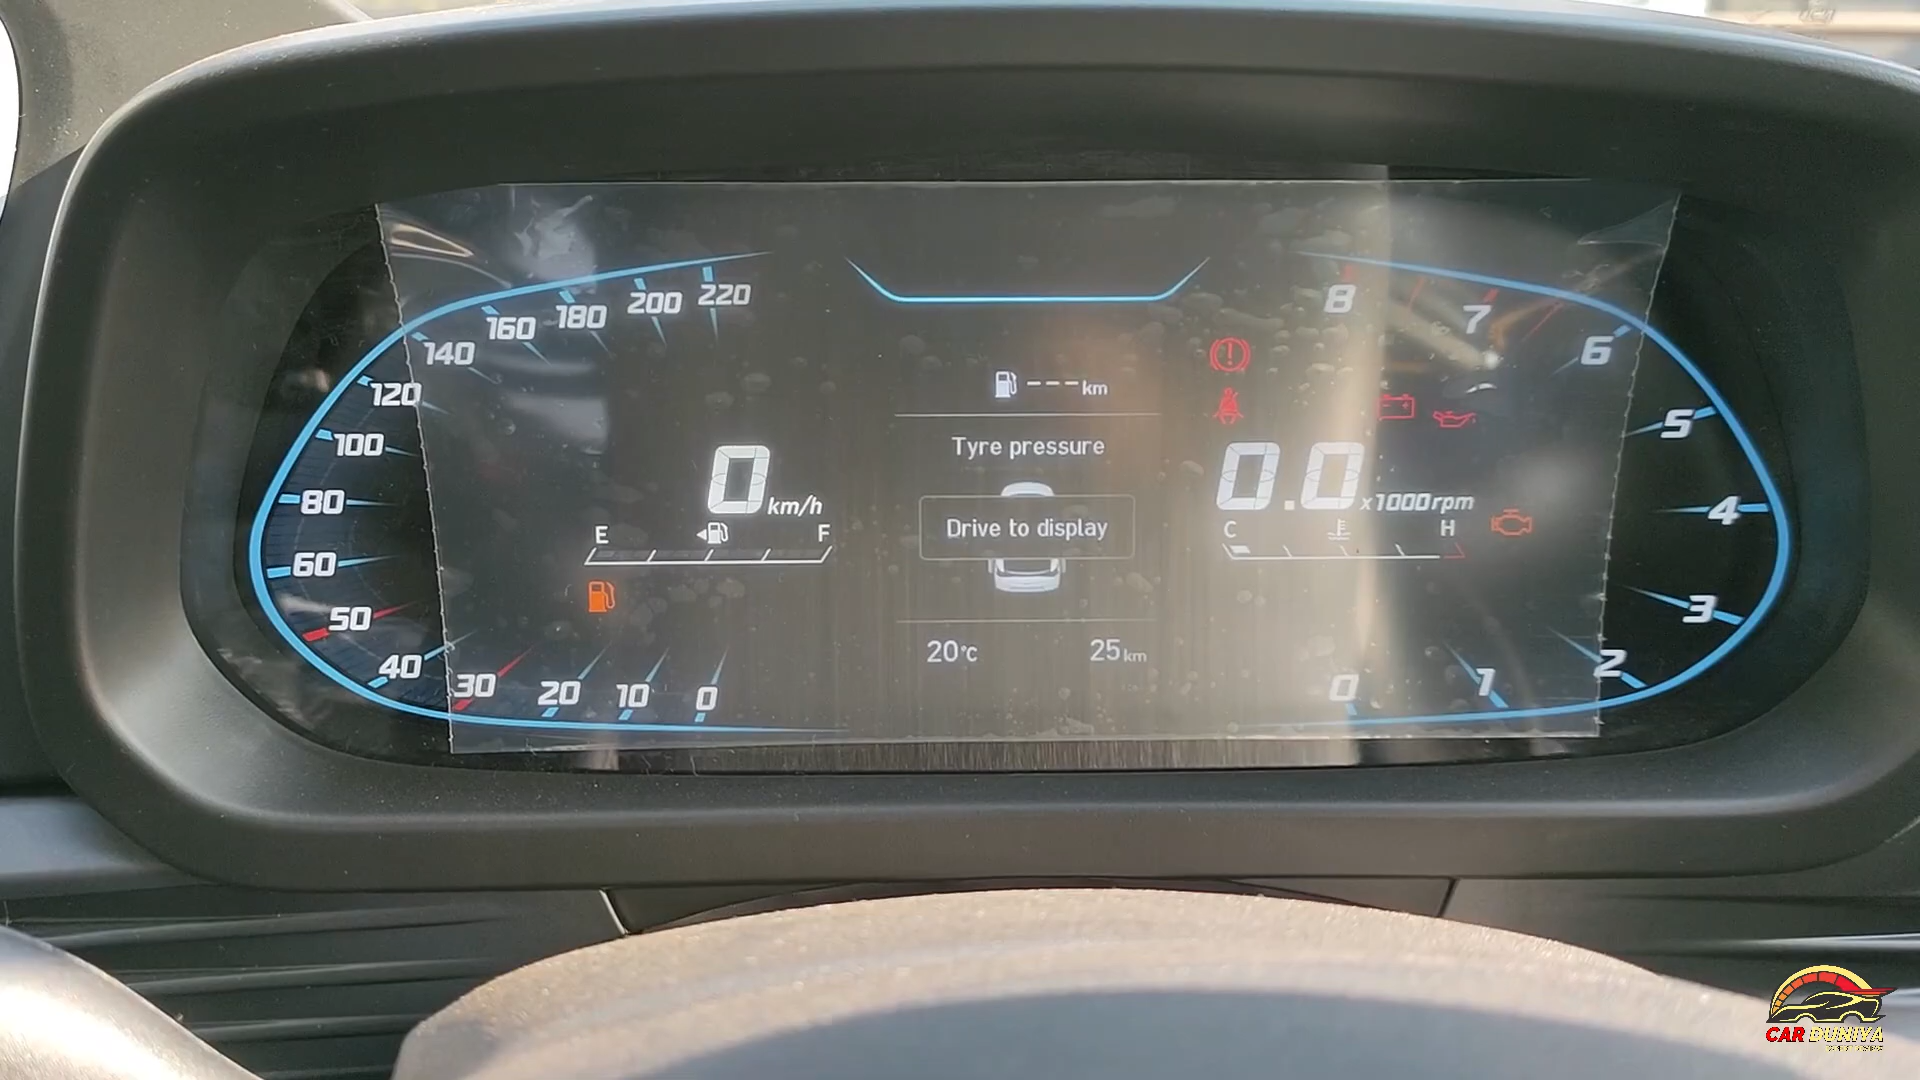 220
200
180
160
140
120
100
80
60
50
40
30
20
10
0
0 km/h
E F
--- km
Tyre pressure
Drive to display
20°C 25 km
0.0 x1000rpm
C H
8
7
6
5
4
3
2
1
0
CAR DUNIYA